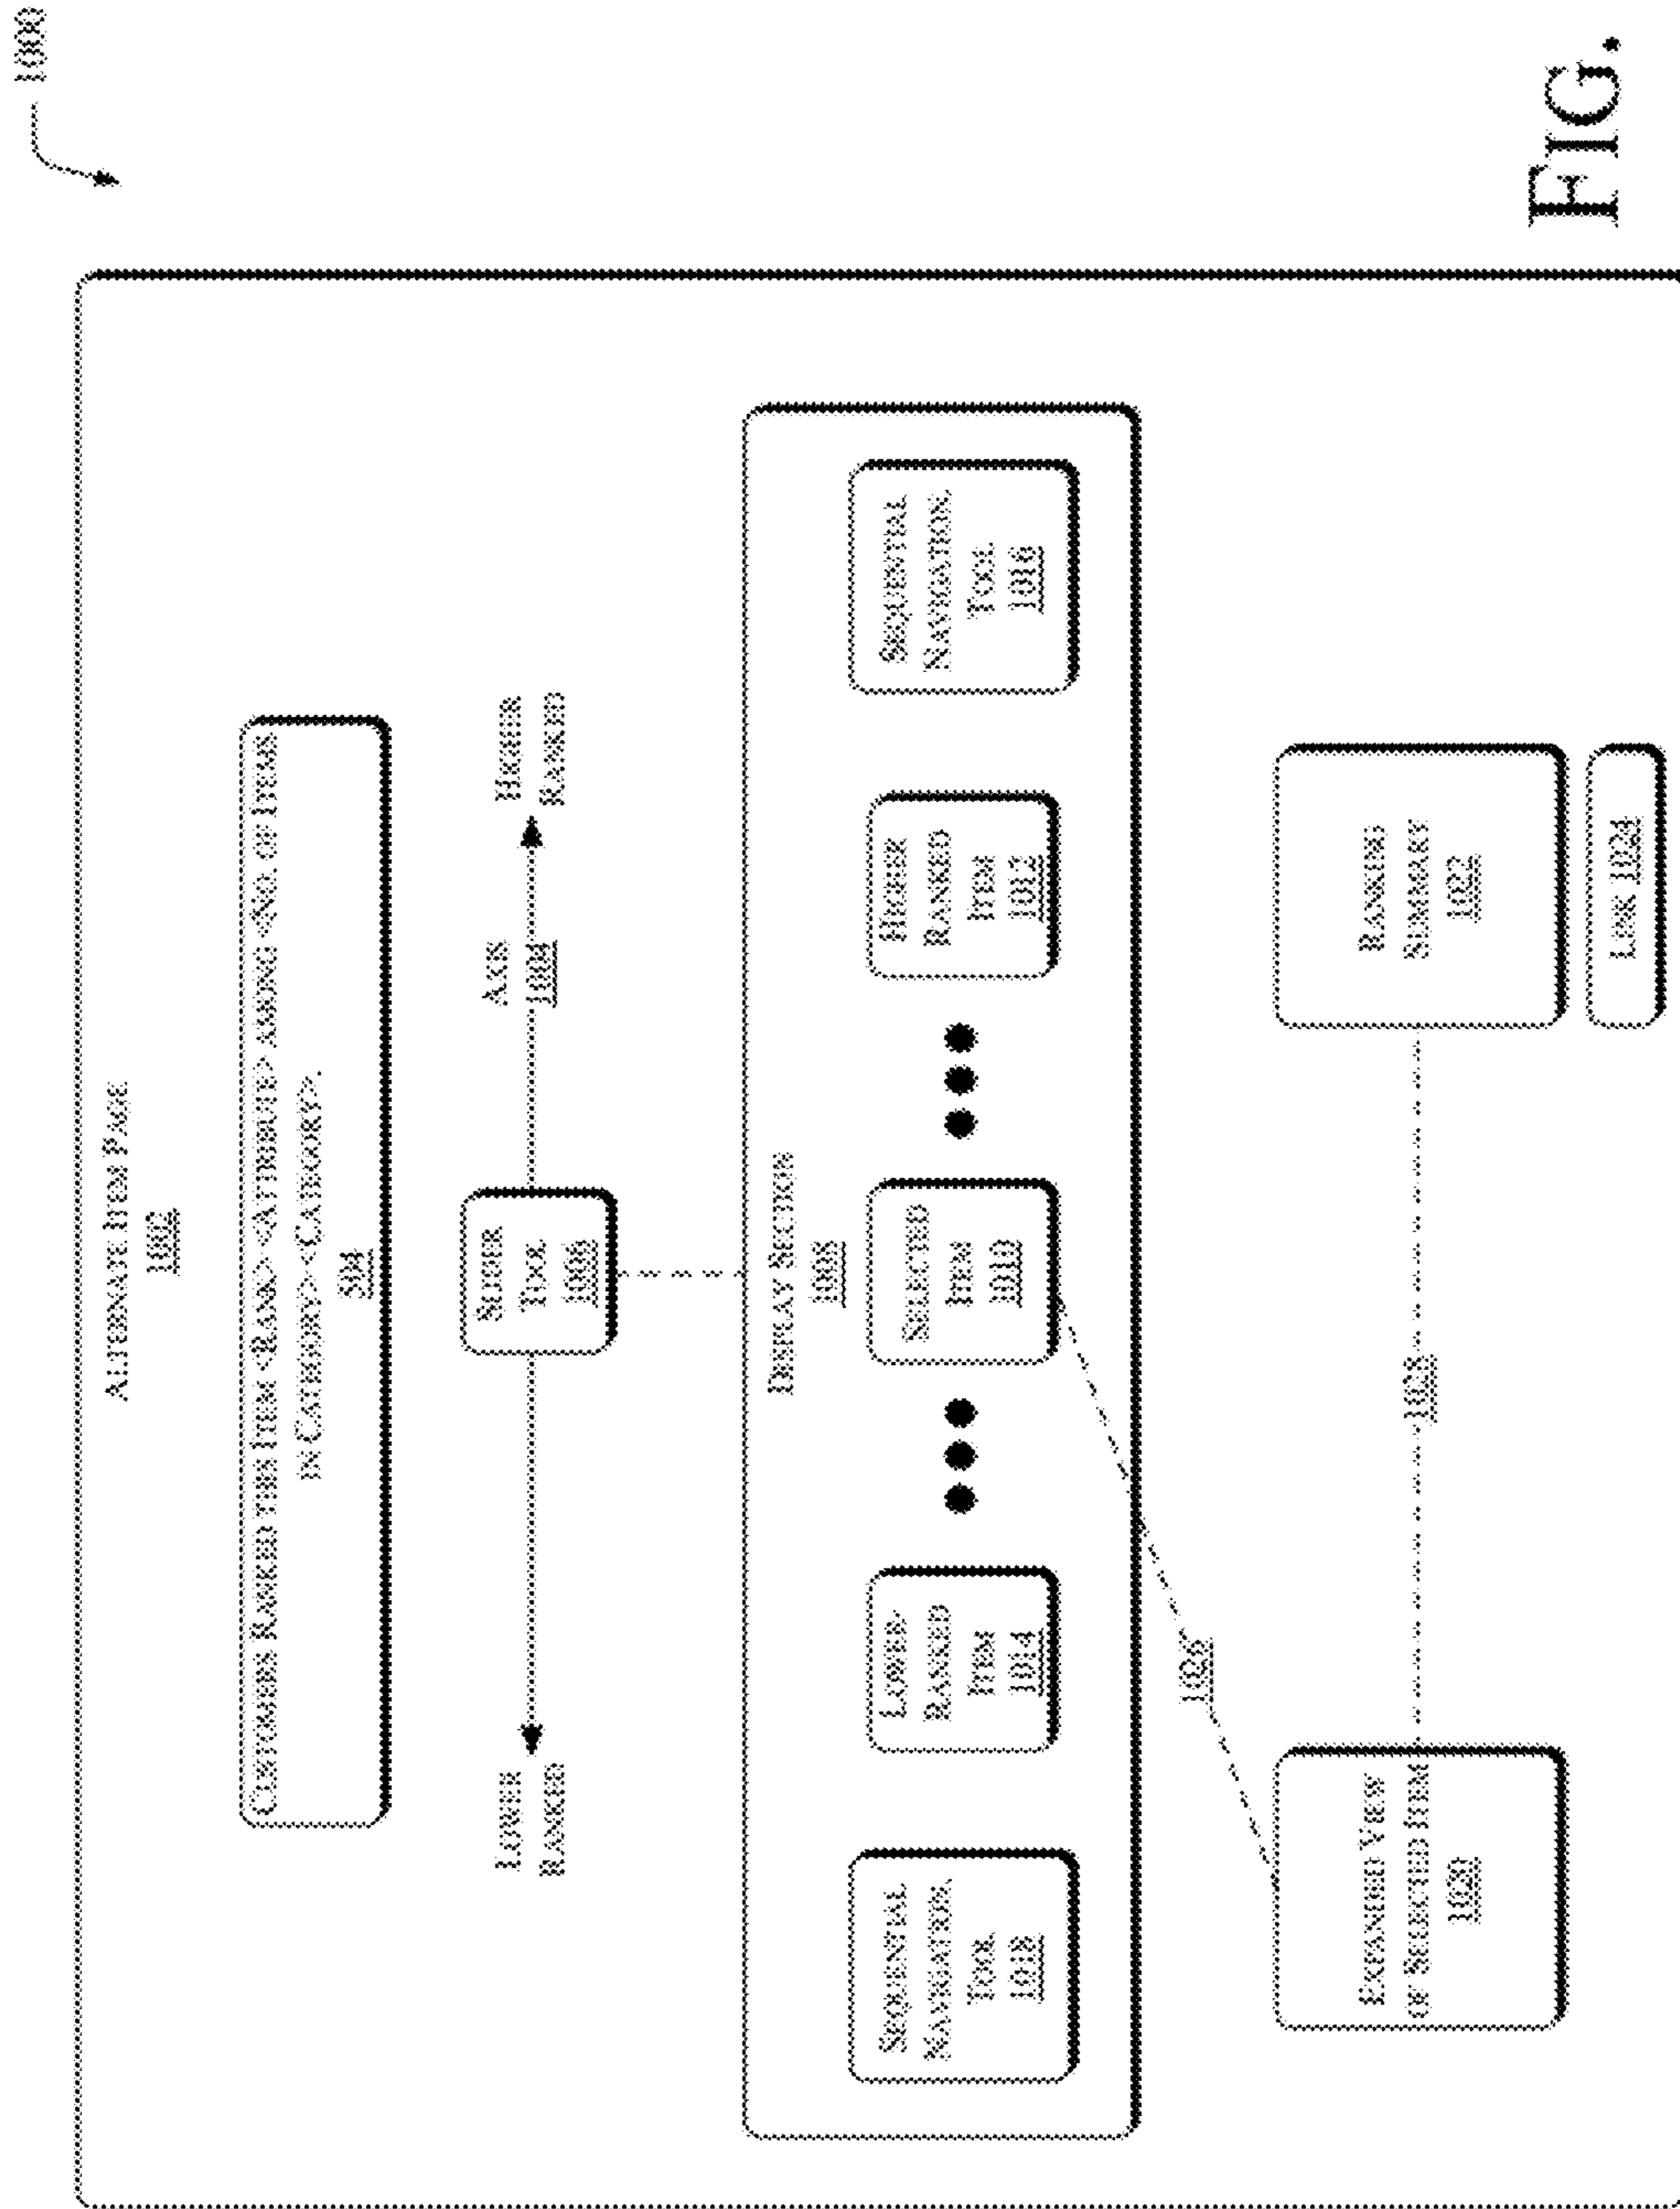 1000
ALTERNATE ITEM PAGE
1002
CUSTOMERS RANKED THIS ITEM <RANK> <ATTRIBUTE> AMONG <NO. OF ITEMS
IN CATEGORY> <CATEGORY>.
504
AXIS
1004
LOWER
RANKED
SLIDER
TOOL
1006
HIGHER
RANKED
DISPLAY SECTION
1008
SEQUENTIAL
NAVIGATION
TOOL
1018
LOWER
RANKED
ITEM
1014
SELECTED
ITEM
1010
HIGHER
RANKED
ITEM
1012
SEQUENTIAL
NAVIGATION
TOOL
1016
1026
EXPANDED VIEW
OF SELECTED ITEM
1020
1028
RANKING
SUMMARY
1022
LINK 1024
FIG.